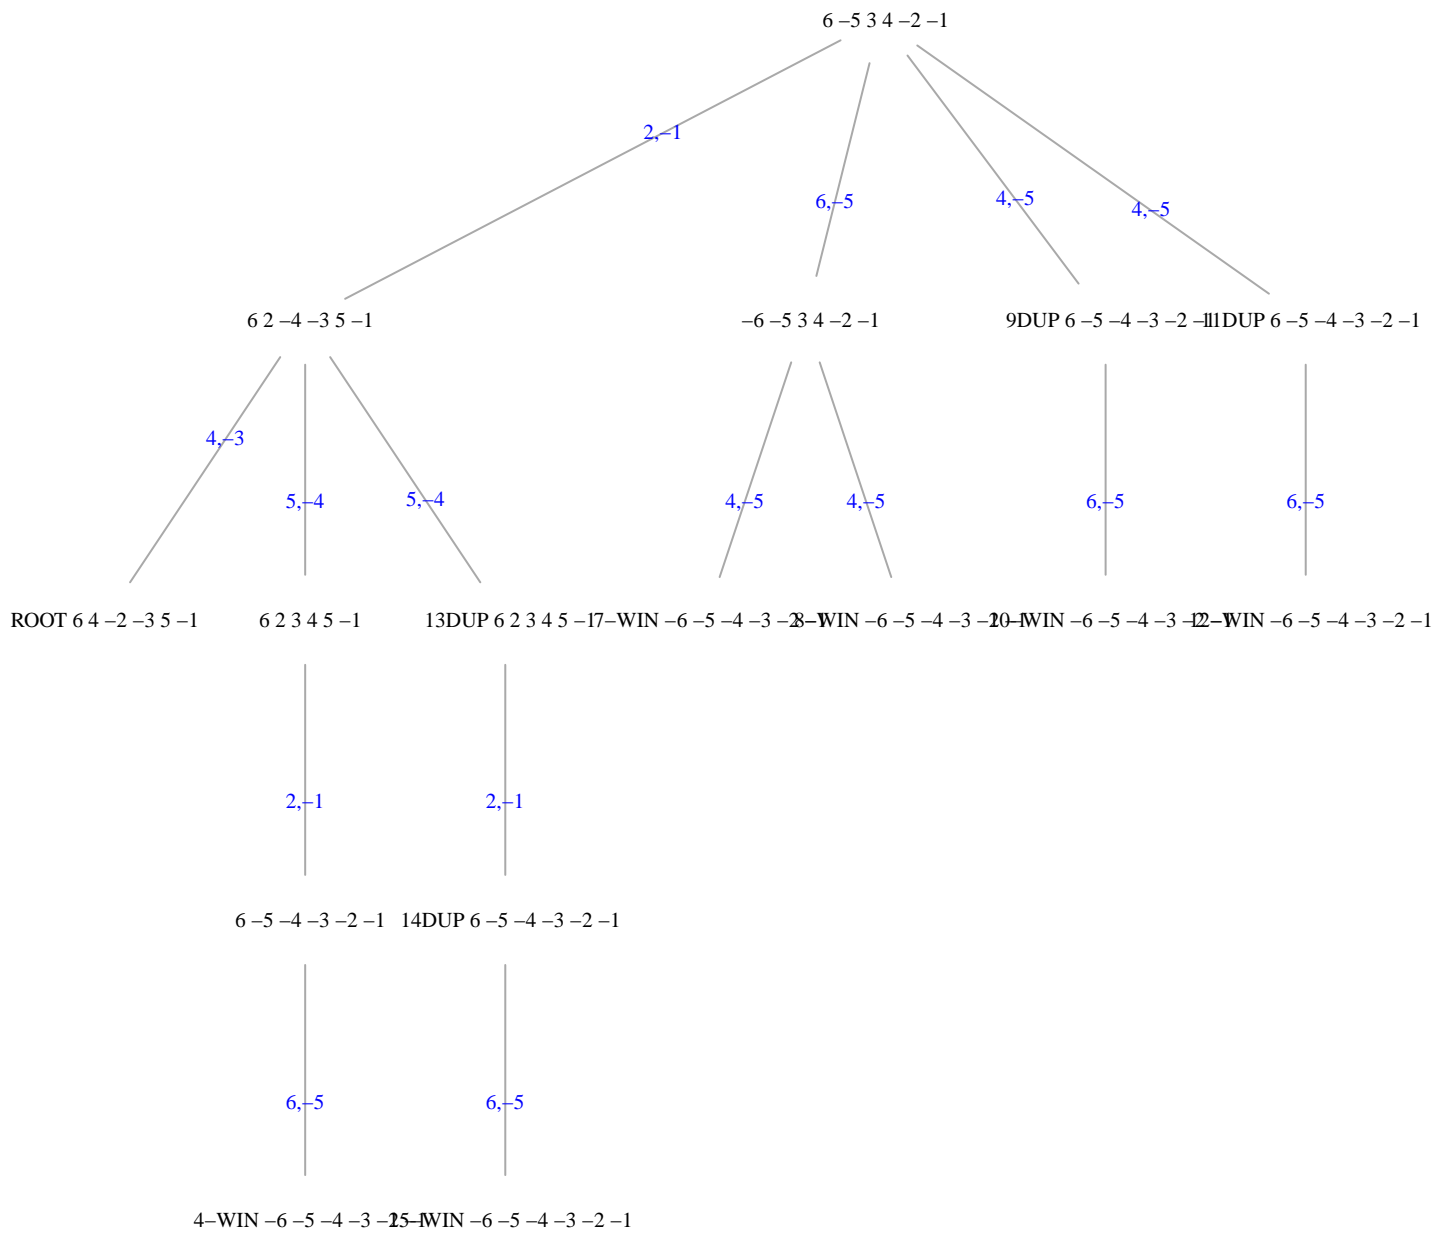 6 –5 3 4 –2 –1
2,–1
6,–5
4,–5
4,–5
6 2 –4 –3 5 –1
–6 –5 3 4 –2 –1
9DUP 6 –5 –4 –3 –2 –1
11DUP 6 –5 –4 –3 –2 –1
4,–3
5,–4
5,–4
4,–5
4,–5
6,–5
6,–5
ROOT 6 4 –2 –3 5 –1
6 2 3 4 5 –1
13DUP 6 2 3 4 5 –1
7–WIN –6 –5 –4 –3 –2 –1
8–WIN –6 –5 –4 –3 –2 –1
10–WIN –6 –5 –4 –3 –2 –1
12–WIN –6 –5 –4 –3 –2 –1
2,–1
2,–1
6 –5 –4 –3 –2 –1
14DUP 6 –5 –4 –3 –2 –1
6,–5
6,–5
4–WIN –6 –5 –4 –3 –2 –1
15–WIN –6 –5 –4 –3 –2 –1